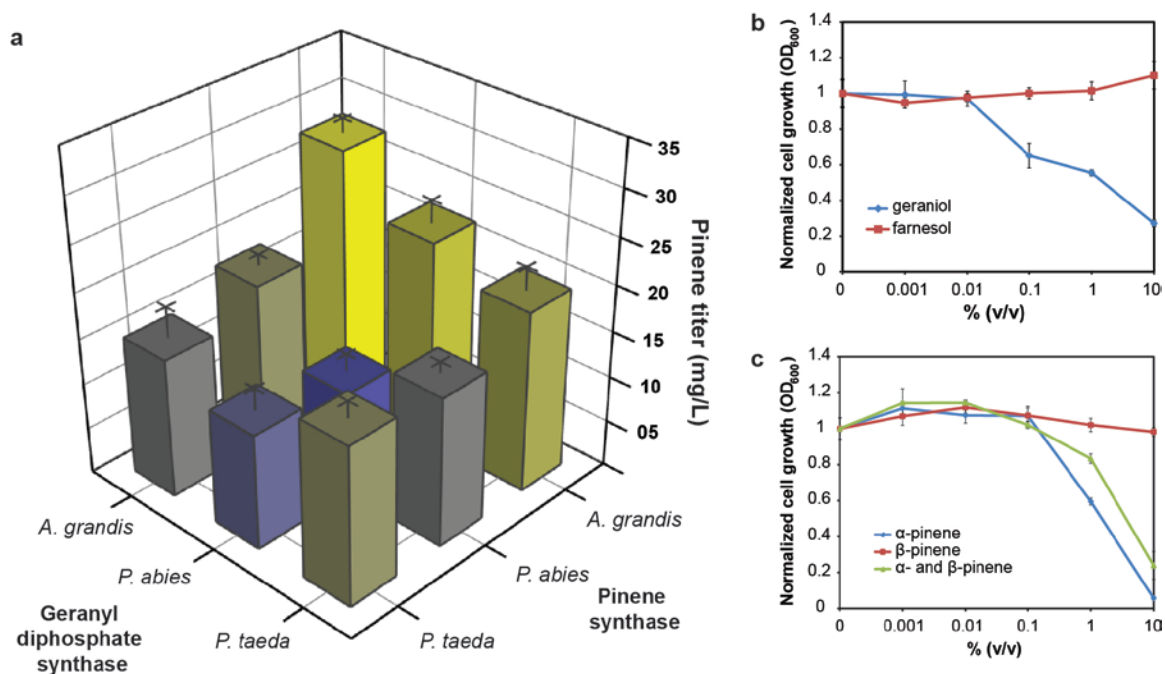 a
35
30
25
20
15
10
05
Pinene titer (mg/L)
A. grandis
P. abies
P. taeda
Geranyl
diphosphate
synthase
A. grandis
P. abies
P. taeda
Pinene
synthase
b
Normalized cell growth (OD600)
1.4
1.2
1
0.8
0.6
0.4
0.2
0
geraniol
farnesol
0 0.001 0.01 0.1 1 10
% (v/v)
c
Normalized cell growth (OD600)
1.4
1.2
1
0.8
0.6
0.4
0.2
0
α-pinene
β-pinene
α- and β-pinene
0 0.001 0.01 0.1 1 10
% (v/v)